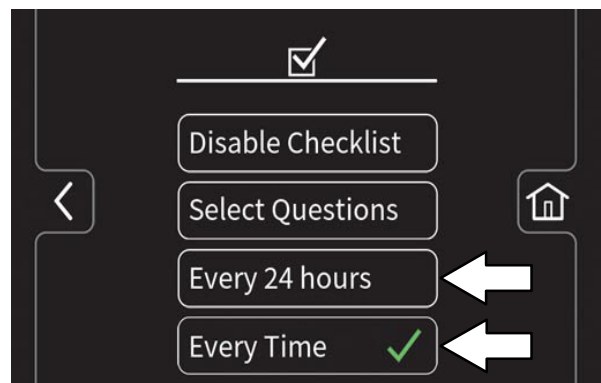 Disable Checklist
Select Questions
Every 24 hours
Every Time